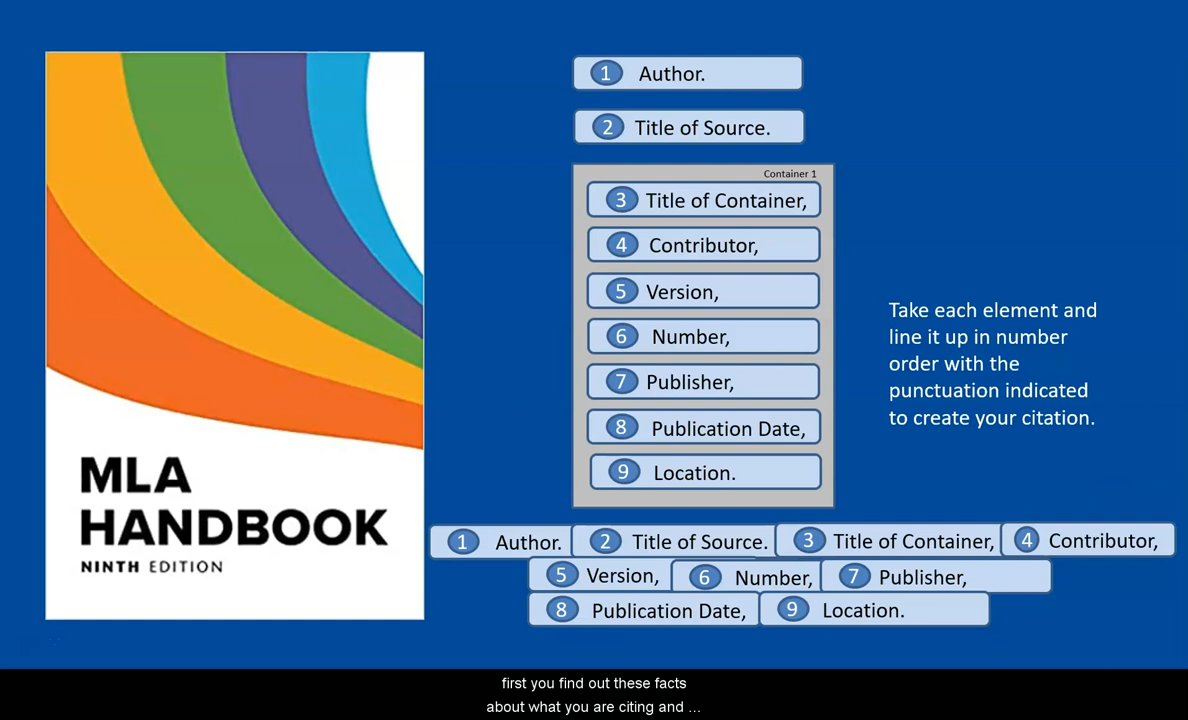 MLA
HANDBOOK
NINTH EDITION
1 Author.
2 Title of Source.
Container 1
3 Title of Container,
4 Contributor,
5 Version,
6 Number,
7 Publisher,
8 Publication Date,
9 Location.
Take each element and
line it up in number
order with the
punctuation indicated
to create your citation.
1 Author. 2 Title of Source. 3 Title of Container, 4 Contributor,
5 Version, 6 Number, 7 Publisher,
8 Publication Date, 9 Location.
first you find out these facts
about what you are citing and ...